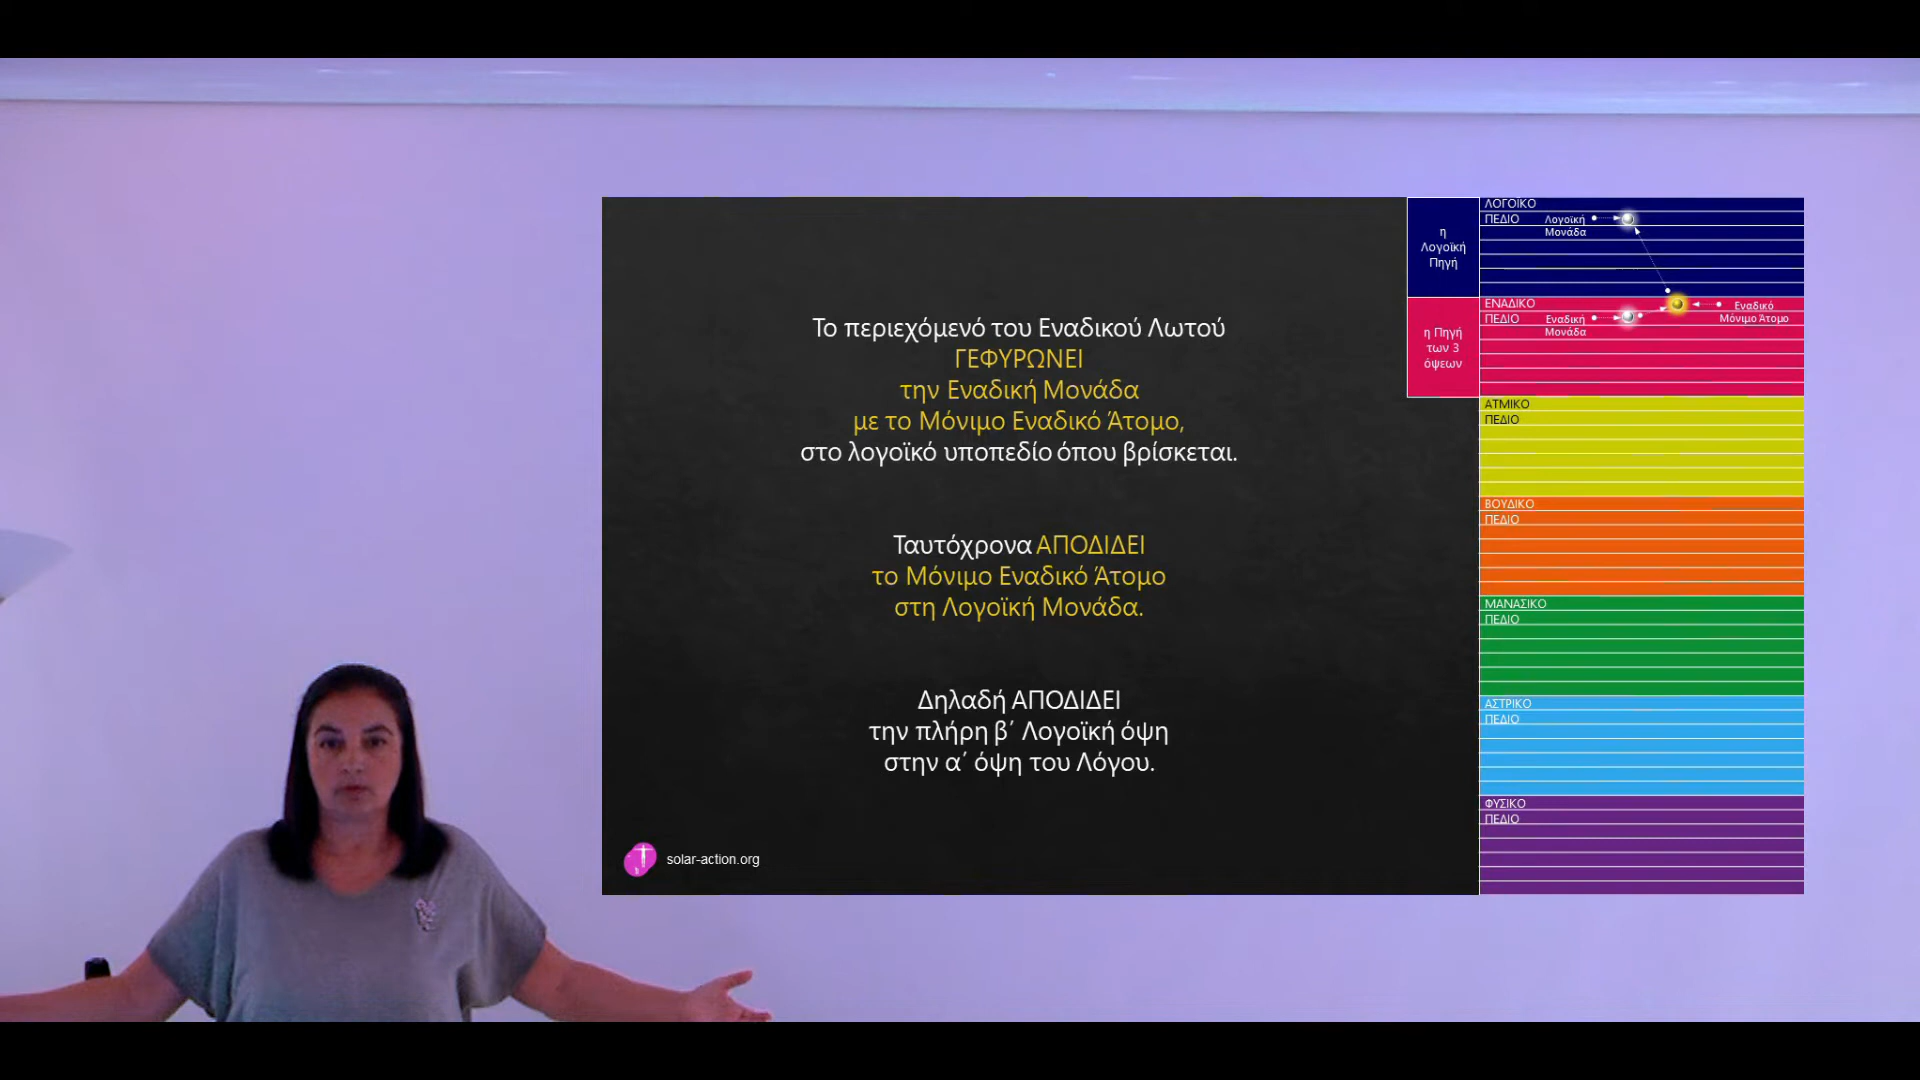 Το περιεχόμενό του Εναδικού Λωτού
ΓΕΦΥΡΩΝΕΙ
την Εναδική Μονάδα
με το Μόνιμο Εναδικό Άτομο,
στο λογοϊκό υποπεδίο όπου βρίσκεται.
Ταυτόχρονα ΑΠΟΔΙΔΕΙ
το Μόνιμο Εναδικό Άτομο
στη Λογοϊκή Μονάδα.
Δηλαδή ΑΠΟΔΙΔΕΙ
την πλήρη β΄ Λογοϊκή όψη
στην α΄ όψη του Λόγου.
solar-action.org
η
Λογοϊκή
Πηγή
η Πηγή
των 3
όψεων
ΛΟΓΟΪΚΟ
ΠΕΔΙΟ
Λογοϊκή
Μονάδα
ΕΝΑΔΙΚΟ
ΠΕΔΙΟ
Εναδική
Μονάδα
Εναδικό
Μόνιμο Άτομο
ΑΤΜΙΚΟ
ΠΕΔΙΟ
ΒΟΥΔΙΚΟ
ΠΕΔΙΟ
ΜΑΝΑΣΙΚΟ
ΠΕΔΙΟ
ΑΣΤΡΙΚΟ
ΠΕΔΙΟ
ΦΥΣΙΚΟ
ΠΕΔΙΟ